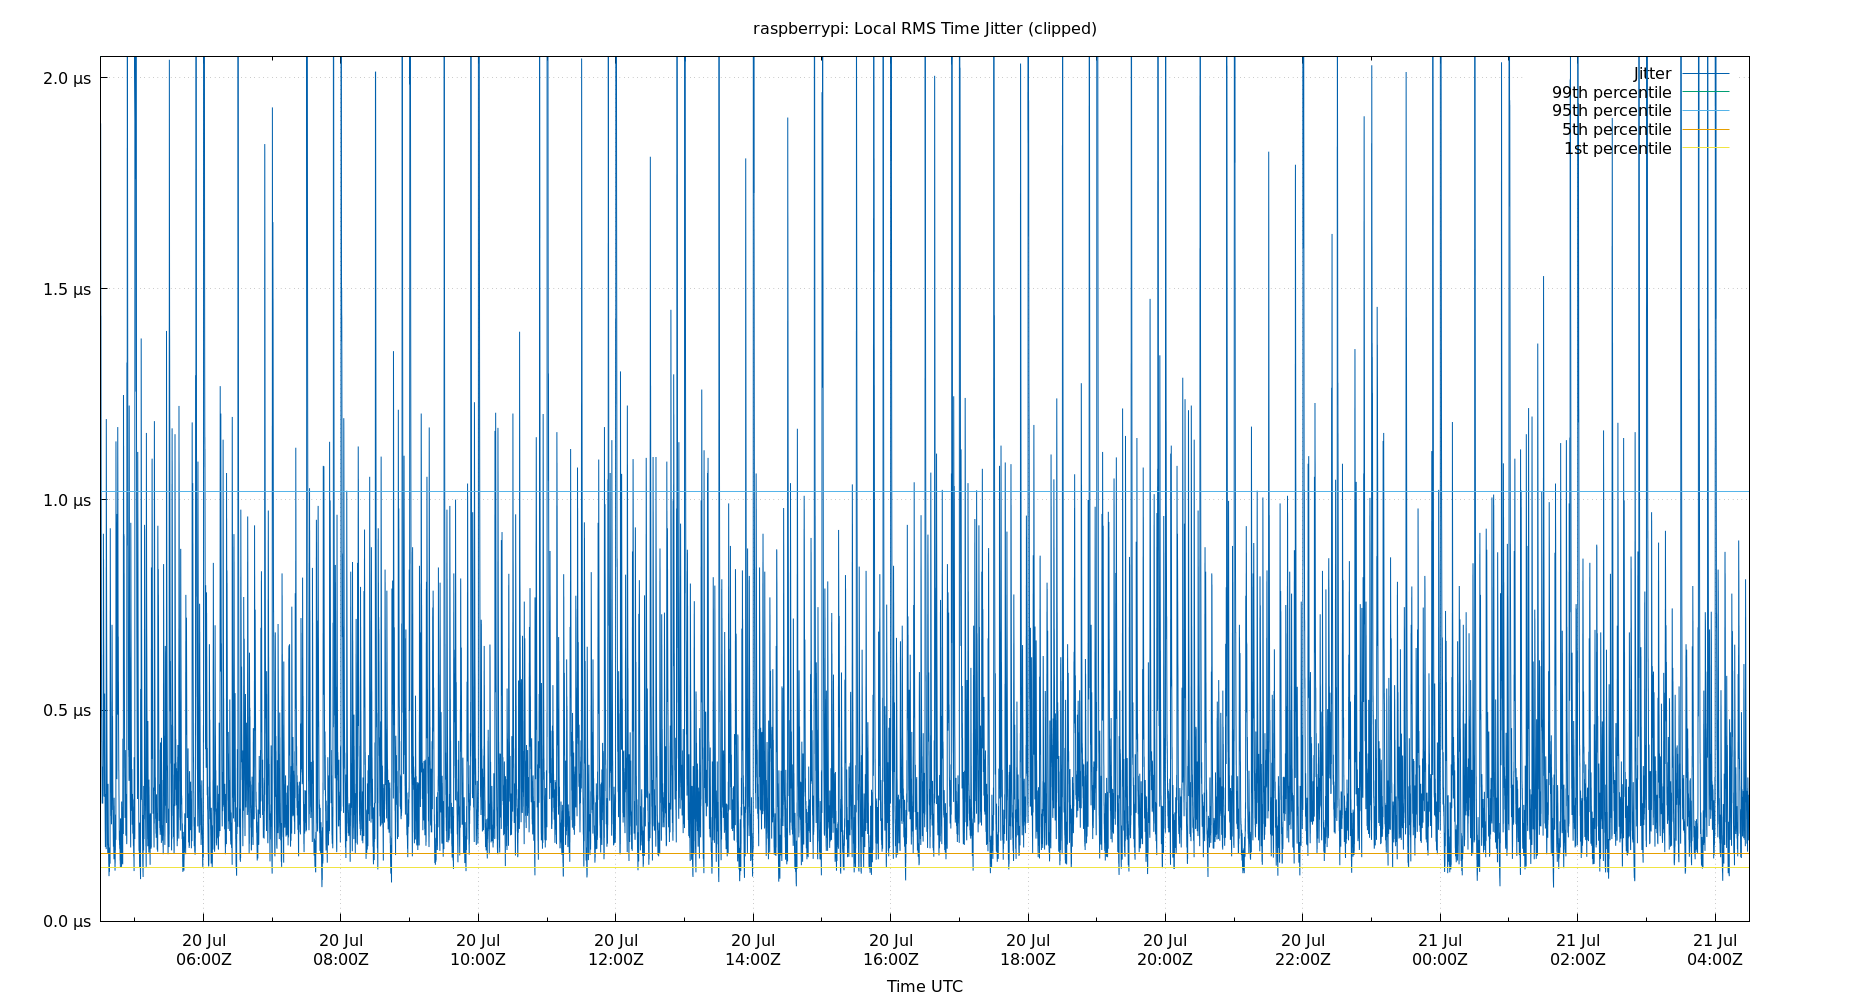 raspberrypi: Local RMS Time Jitter (clipped)
2.0 µs
1.5 µs
1.0 µs
0.5 µs
0.0 µs
Jitter
99th percentile
95th percentile
5th percentile
1st percentile
20 Jul 20 Jul 20 Jul 20 Jul 20 Jul 20 Jul 20 Jul 20 Jul 20 Jul 21 Jul 21 Jul 21 Jul
06:00Z 08:00Z 10:00Z 12:00Z 14:00Z 16:00Z 18:00Z 20:00Z 22:00Z 00:00Z 02:00Z 04:00Z
Time UTC